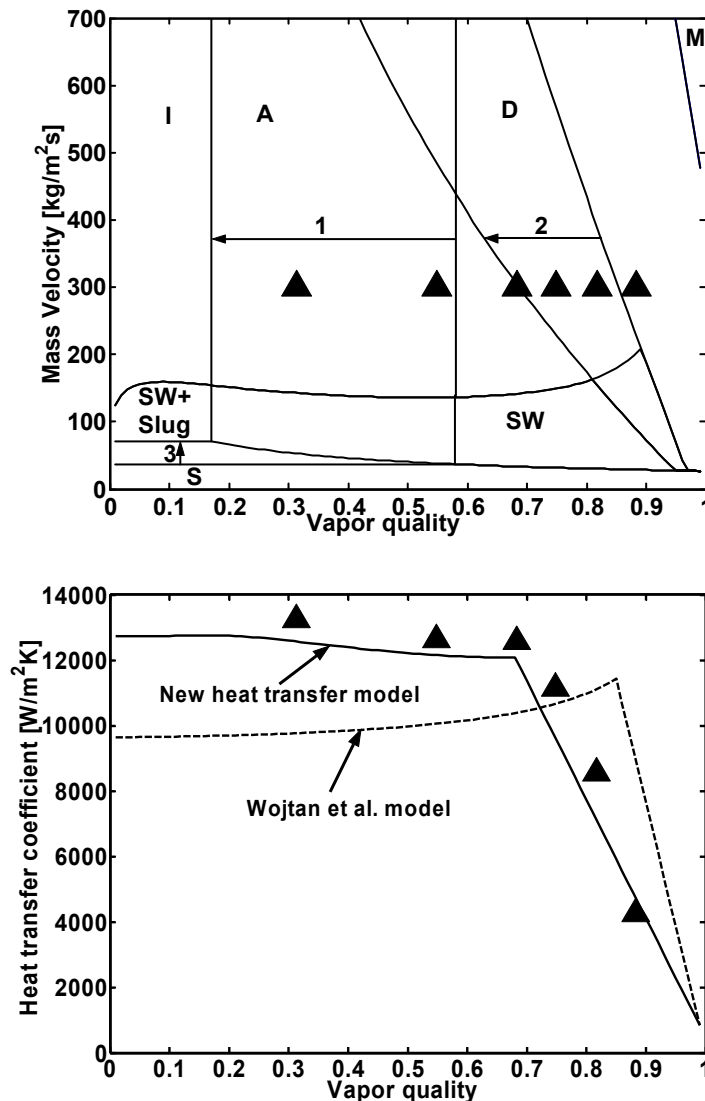 700
600
500
400
300
200
100
0
Mass Velocity [kg/m²s]
I
A
D
M
1
2
SW+
Slug
SW
3
S
0 0.1 0.2 0.3 0.4 0.5 0.6 0.7 0.8 0.9 1
Vapor quality
14000
12000
10000
8000
6000
4000
2000
0
Heat transfer coefficient [W/m²K]
New heat transfer model
Wojtan et al. model
0 0.1 0.2 0.3 0.4 0.5 0.6 0.7 0.8 0.9 1
Vapor quality